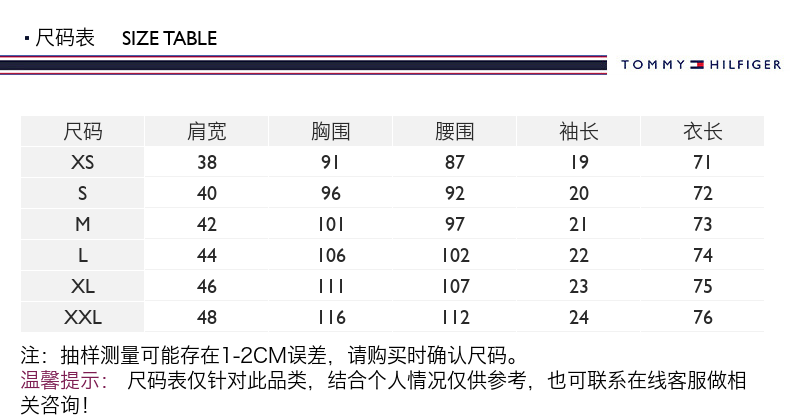 ▪ 尺码表 SIZE TABLE
TOMMY HILFIGER
尺码 肩宽 胸围 腰围 袖长 衣长
XS 38 91 87 19 71
S 40 96 92 20 72
M 42 101 97 21 73
L 44 106 102 22 74
XL 46 111 107 23 75
XXL 48 116 112 24 76
注：抽样测量可能存在1-2CM误差，请购买时确认尺码。
温馨提示： 尺码表仅针对此品类，结合个人情况仅供参考，也可联系在线客服做相
关咨询！